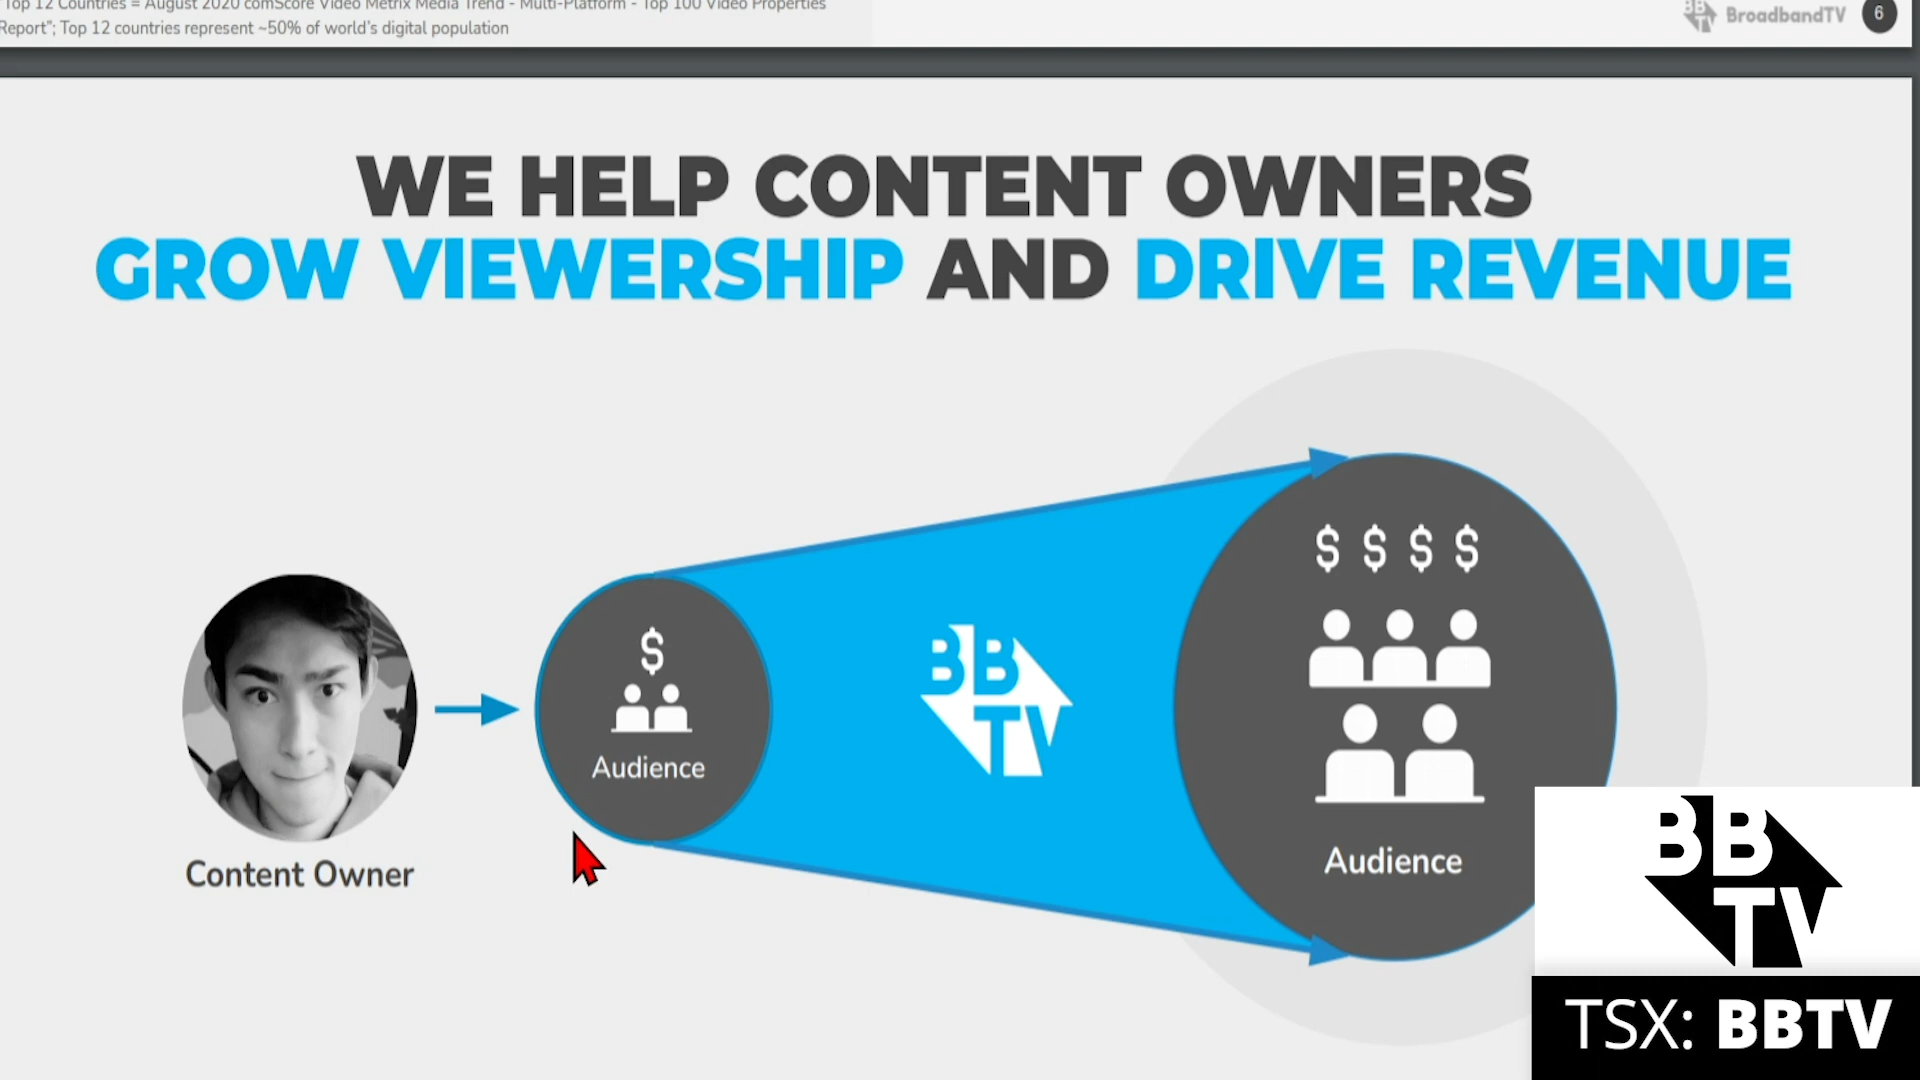 Top 12 Countries = August 2020 comScore Video Metrix Media Trend - Multi-Platform - Top 100 Video Properties
Report"; Top 12 countries represent ~50% of world's digital population
BB
TV
BroadbandTV
6
WE HELP CONTENT OWNERS
GROW VIEWERSHIP AND DRIVE REVENUE
$ $ $ $
$
Audience
BB
TV
Audience
Content Owner
BB
TV
TSX: BBTV